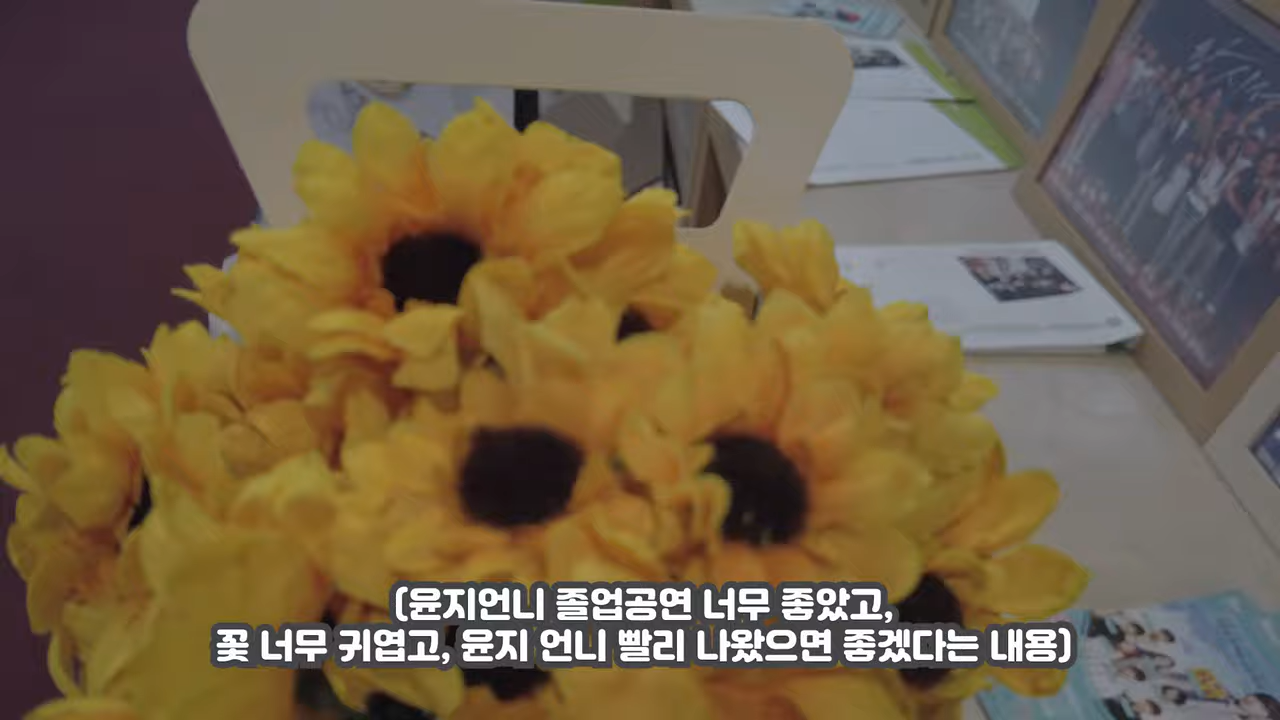 (윤지언니 졸업공연 너무 좋았고,
꽃 너무 귀엽고, 윤지 언니 빨리 나왔으면 좋겠다는 내용)